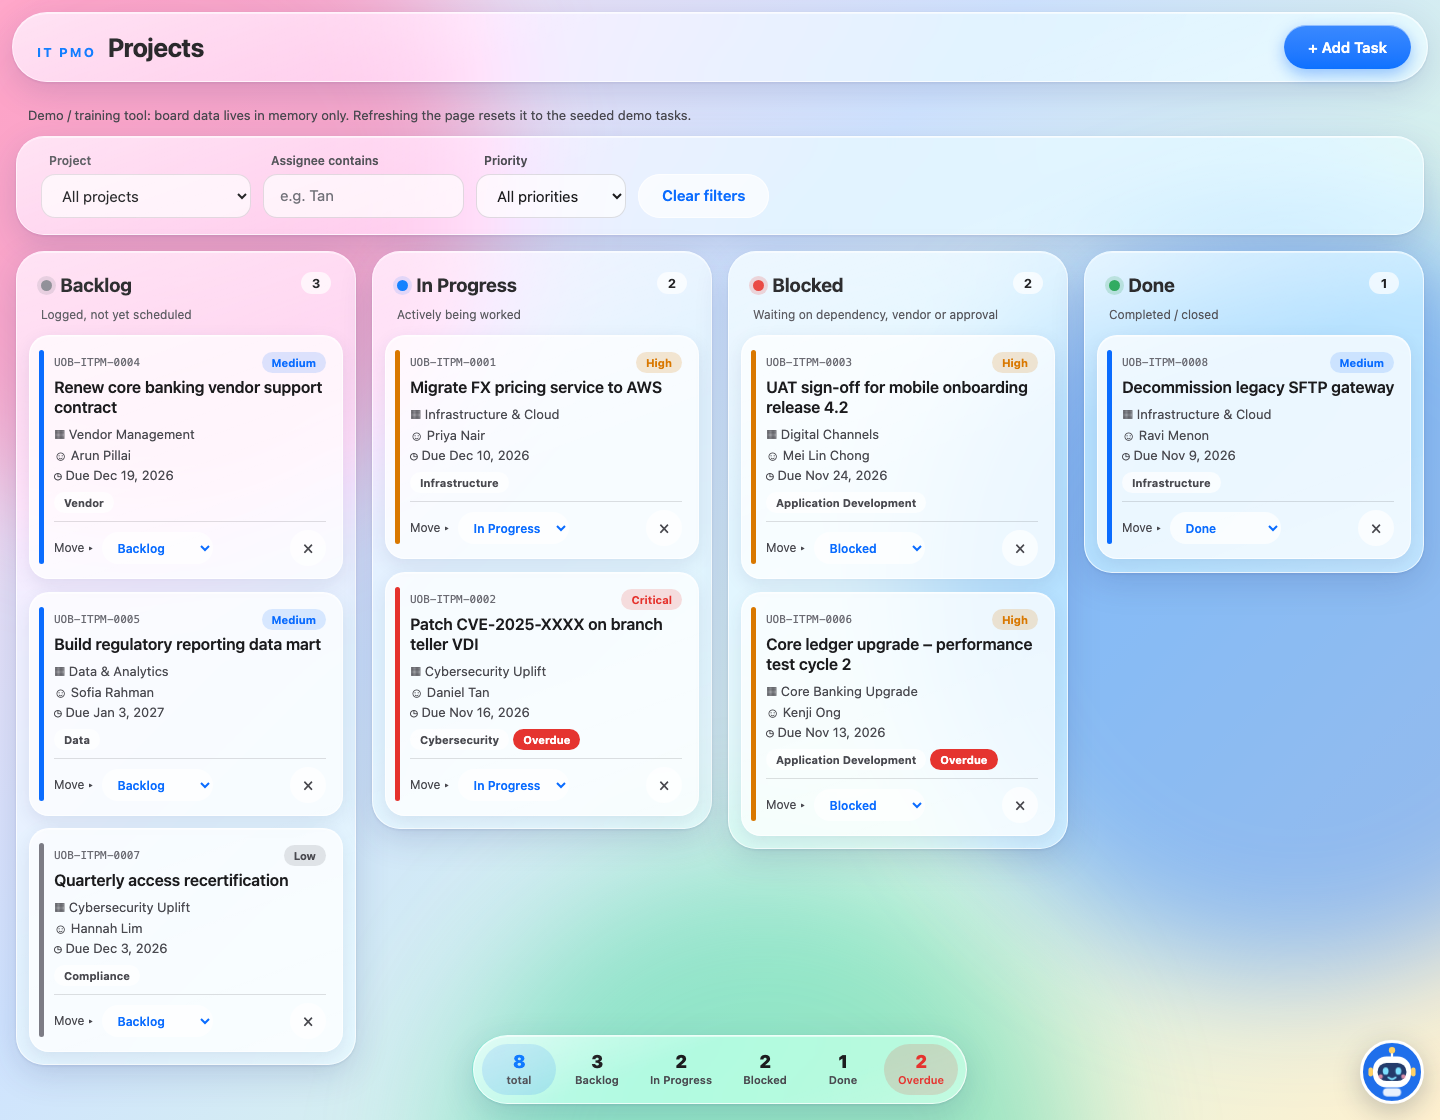 IT PMO Projects
+ Add Task
Demo / training tool: board data lives in memory only. Refreshing the page resets it to the seeded demo tasks.
Project
All projects
Assignee contains
e.g. Tan
Priority
All priorities
Clear filters
Backlog 3
Logged, not yet scheduled
UOB-ITPM-0004 Medium
Renew core banking vendor support
contract
Vendor Management
Arun Pillai
Due Dec 19, 2026
Vendor
Move ▸ Backlog ×
UOB-ITPM-0005 Medium
Build regulatory reporting data mart
Data & Analytics
Sofia Rahman
Due Jan 3, 2027
Data
Move ▸ Backlog ×
UOB-ITPM-0007 Low
Quarterly access recertification
Cybersecurity Uplift
Hannah Lim
Due Dec 3, 2026
Compliance
Move ▸ Backlog ×
In Progress 2
Actively being worked
UOB-ITPM-0001 High
Migrate FX pricing service to AWS
Infrastructure & Cloud
Priya Nair
Due Dec 10, 2026
Infrastructure
Move ▸ In Progress ×
UOB-ITPM-0002 Critical
Patch CVE-2025-XXXX on branch
teller VDI
Cybersecurity Uplift
Daniel Tan
Due Nov 16, 2026
Cybersecurity Overdue
Move ▸ In Progress ×
Blocked 2
Waiting on dependency, vendor or approval
UOB-ITPM-0003 High
UAT sign-off for mobile onboarding
release 4.2
Digital Channels
Mei Lin Chong
Due Nov 24, 2026
Application Development
Move ▸ Blocked ×
UOB-ITPM-0006 High
Core ledger upgrade – performance
test cycle 2
Core Banking Upgrade
Kenji Ong
Due Nov 13, 2026
Application Development Overdue
Move ▸ Blocked ×
Done 1
Completed / closed
UOB-ITPM-0008 Medium
Decommission legacy SFTP gateway
Infrastructure & Cloud
Ravi Menon
Due Nov 9, 2026
Infrastructure
Move ▸ Done ×
8 3 2 2 1 2
total Backlog In Progress Blocked Done Overdue